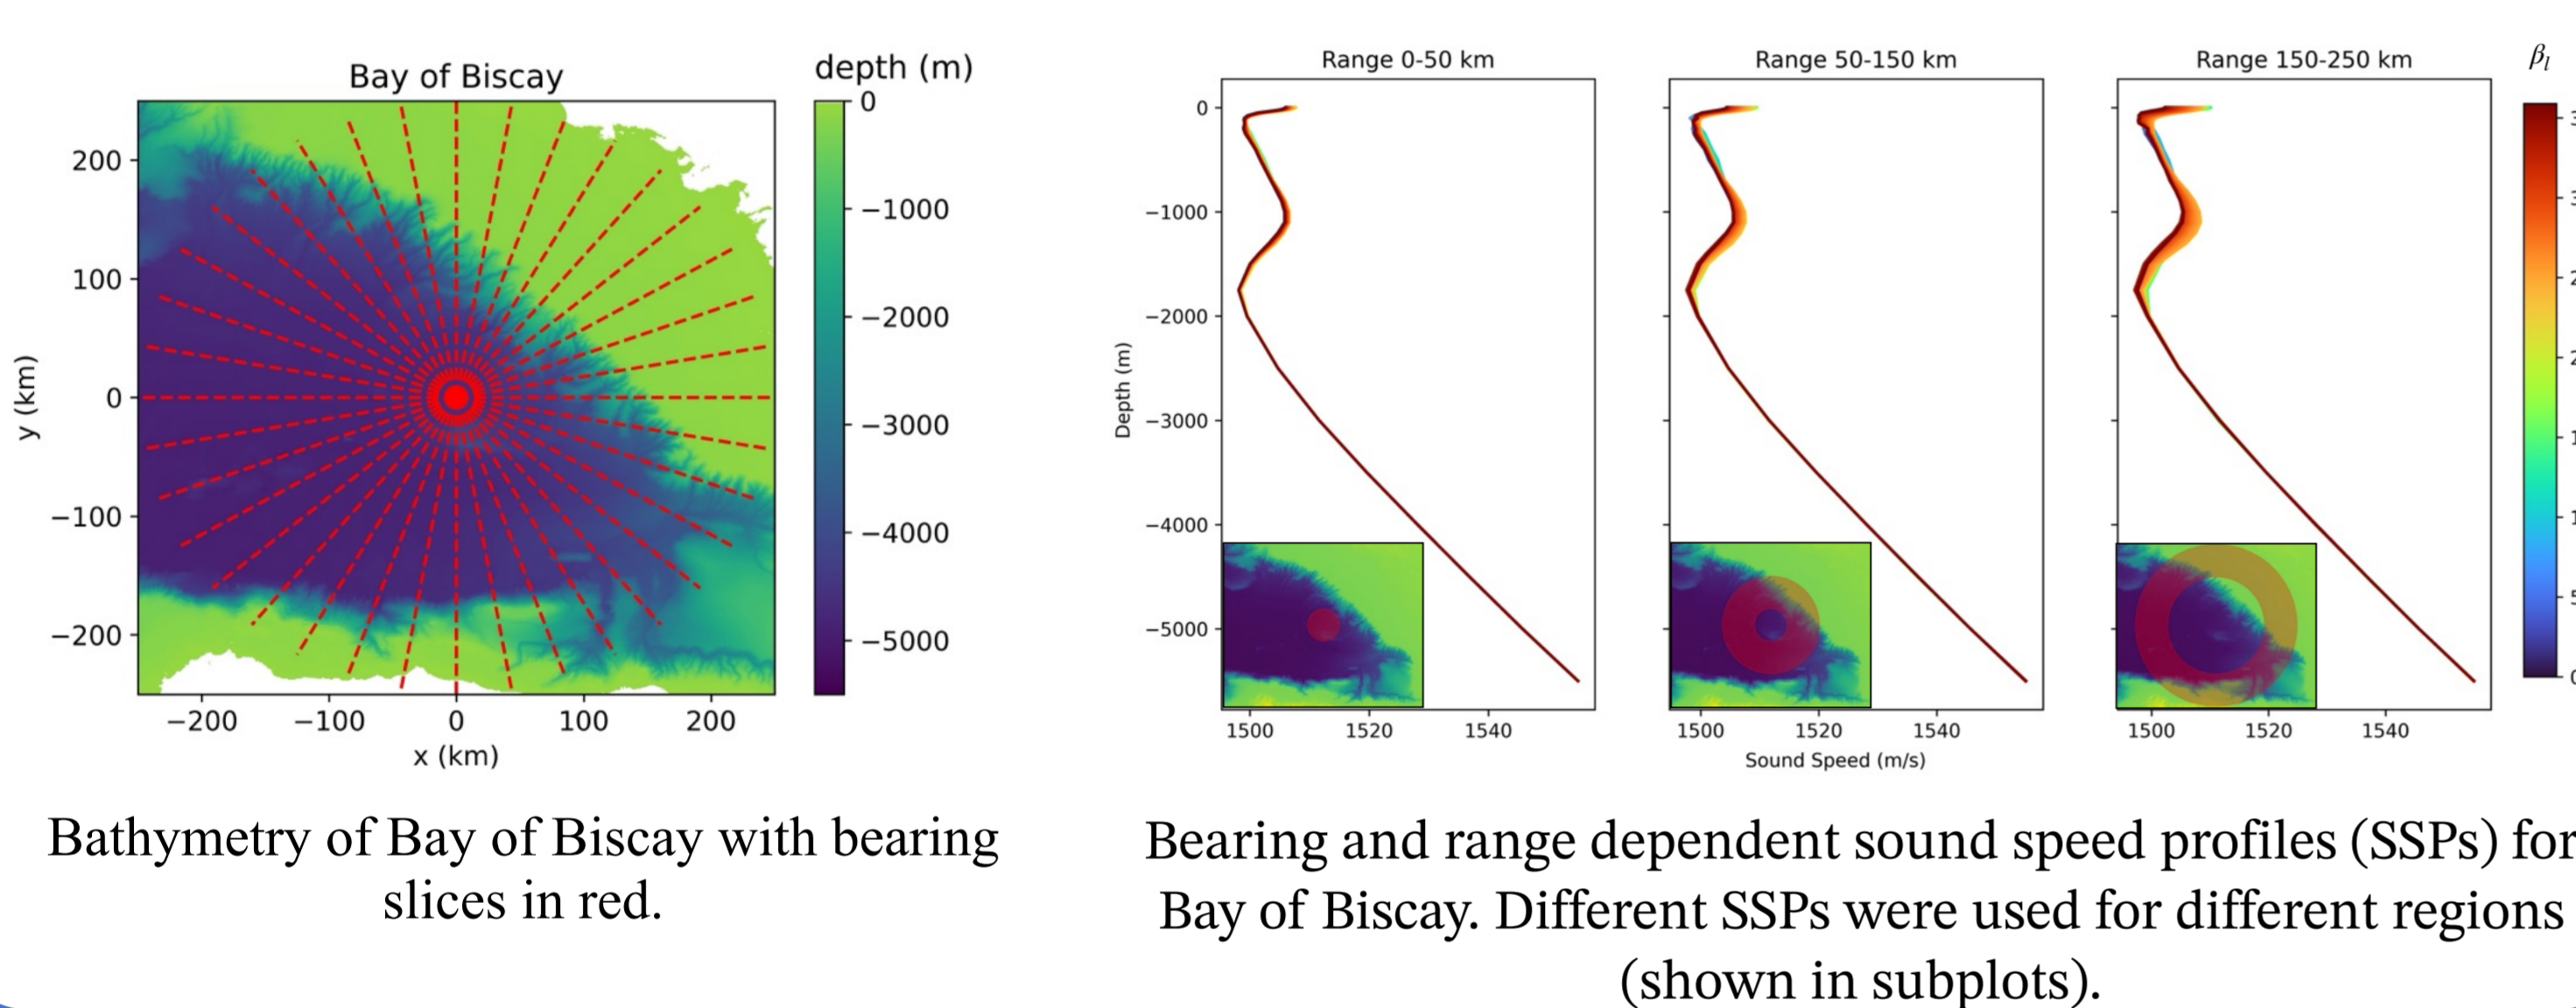 Bay of Biscay
depth (m)
0
−1000
−2000
−3000
−4000
−5000
200
100
0
−100
−200
y (km)
−200 −100 0 100 200
x (km)
Bathymetry of Bay of Biscay with bearing
slices in red.
Range 0-50 km
Range 50-150 km
Range 150-250 km
βₗ
0
−1000
−2000
−3000
−4000
−5000
Depth (m)
1500 1520 1540
1500 1520 1540
1500 1520 1540
Sound Speed (m/s)
Bearing and range dependent sound speed profiles (SSPs) for
Bay of Biscay. Different SSPs were used for different regions
(shown in subplots).